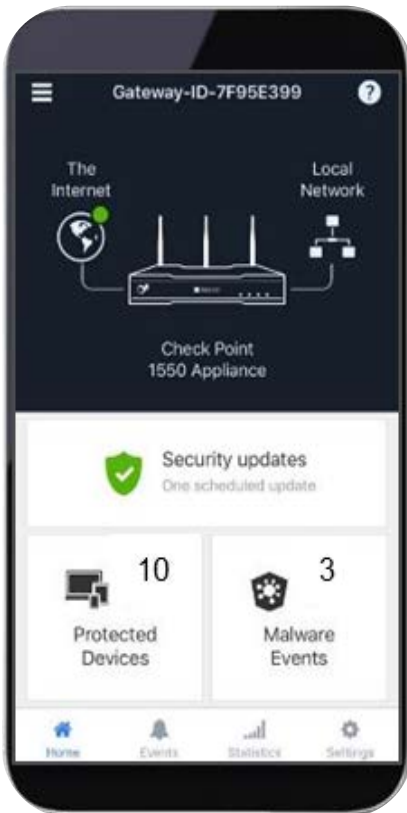 Gateway-ID-7F95E399
?
The
Internet
Local
Network
Check Point
1550 Appliance
Security updates
One scheduled update
10
3
Protected
Devices
Malware
Events
Home
Events
Statistics
Settings